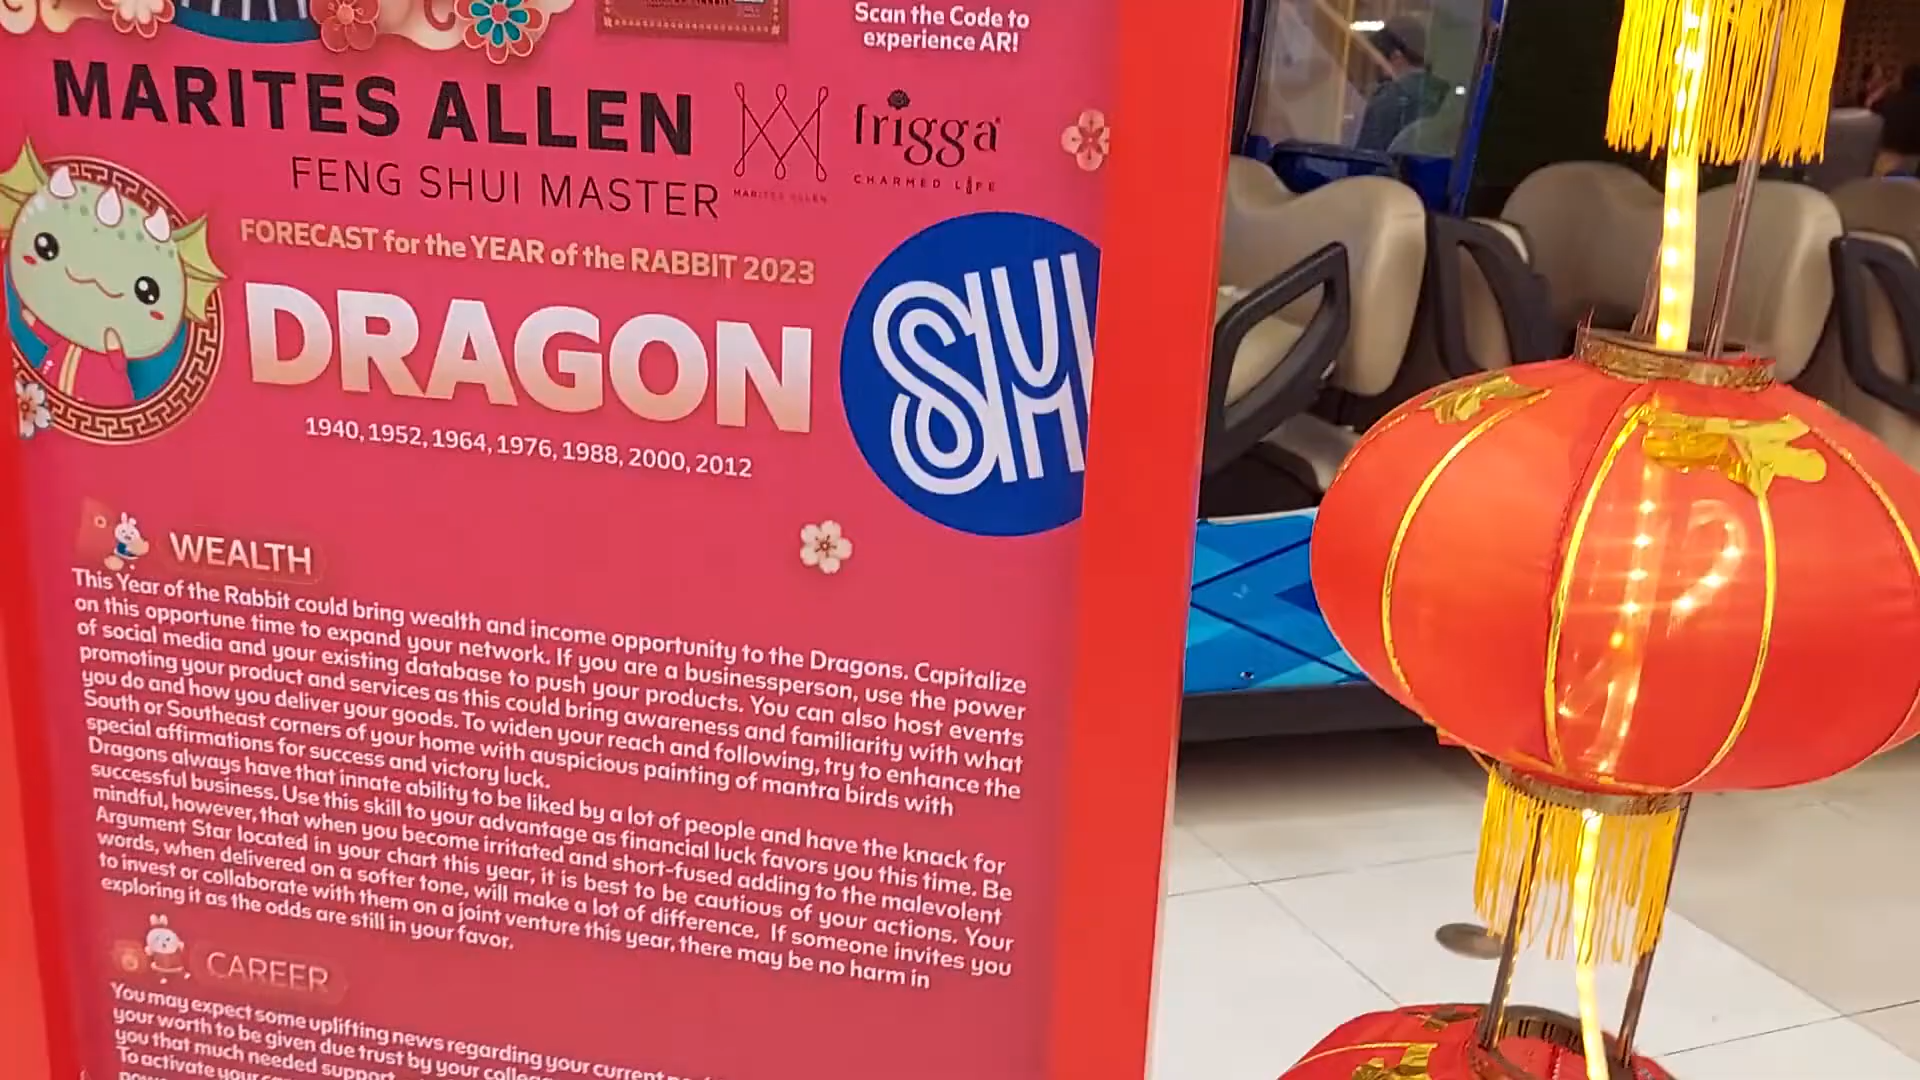 Scan the Code to
experience AR!
MARITES ALLEN
FENG SHUI MASTER
MARITES ALLEN
frigga
CHARMED LIFE
FORECAST for the YEAR of the RABBIT 2023
DRAGON
1940, 1952, 1964, 1976, 1988, 2000, 2012
SM
WEALTH
This Year of the Rabbit could bring wealth and income opportunity to the Dragons. Capitalize
on this opportune time to expand your network. If you are a businessperson, use the power
of social media and your existing database to push your products. You can also host events
promoting your product and services as this could bring awareness and familiarity with what
you do and how you deliver your goods. To widen your reach and following, try to enhance the
South or Southeast corners of your home with auspicious painting of mantra birds with
special affirmations for success and victory luck.
Dragons always have that innate ability to be liked by a lot of people and have the knack for
successful business. Use this skill to your advantage as financial luck favors you this time. Be
mindful, however, that when you become irritated and short-fused adding to the malevolent
Argument Star located in your chart this year, it is best to be cautious of your actions. Your
words, when delivered on a softer tone, will make a lot of difference. If someone invites you
to invest or collaborate with them on a joint venture this year, there may be no harm in
exploring it as the odds are still in your favor.
CAREER
You may expect some uplifting news regarding your current
your worth to be given due trust by your
you that much needed support
To activate your